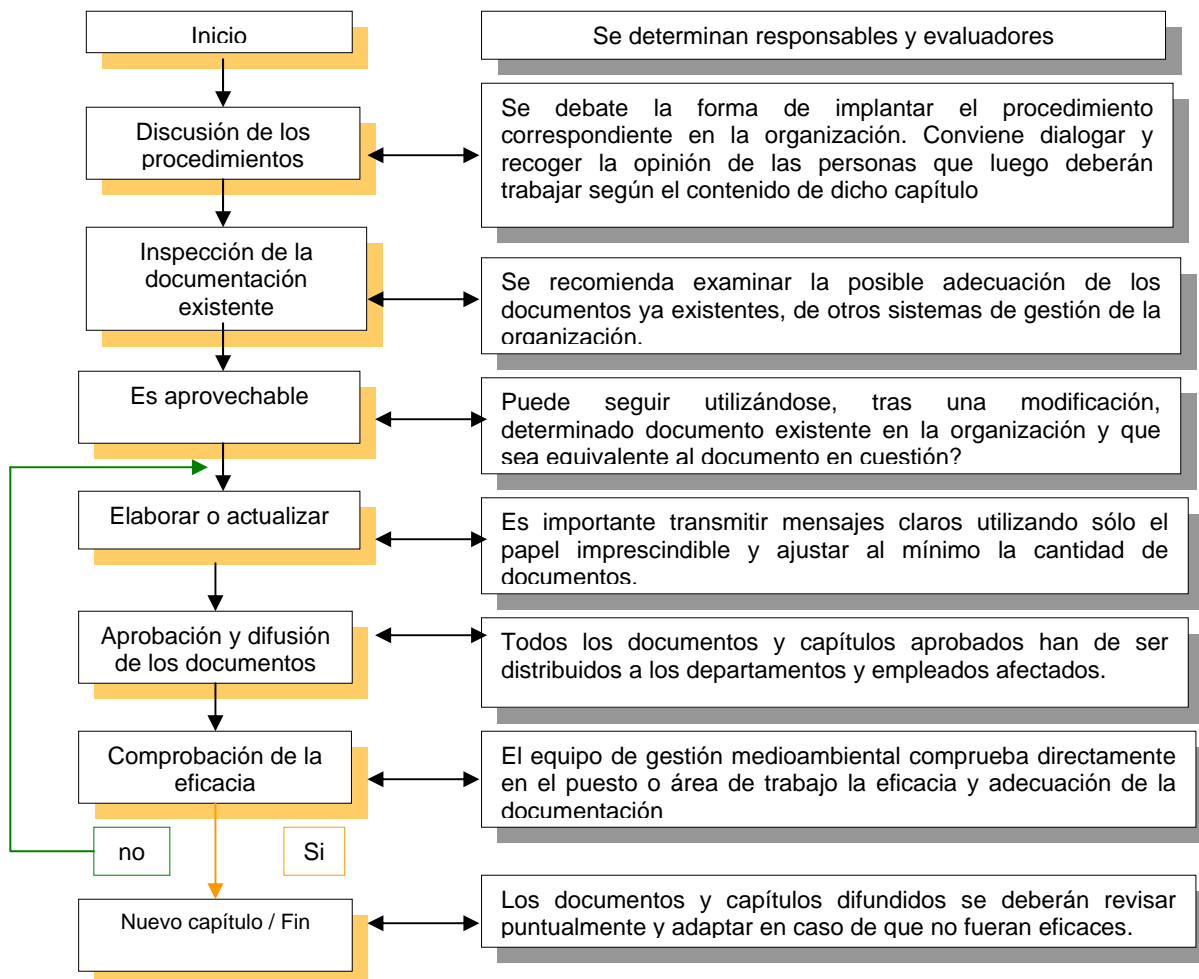 Inicio
Se determinan responsables y evaluadores
Discusión de los
procedimientos
Se debate la forma de implantar el procedimiento
correspondiente en la organización. Conviene dialogar y
recoger la opinión de las personas que luego deberán
trabajar según el contenido de dicho capítulo
Inspección de la
documentación
existente
Se recomienda examinar la posible adecuación de los
documentos ya existentes, de otros sistemas de gestión de la
organización.
Es aprovechable
Puede seguir utilizándose, tras una modificación,
determinado documento existente en la organización y que
sea equivalente al documento en cuestión?
Elaborar o actualizar
Es importante transmitir mensajes claros utilizando sólo el
papel imprescindible y ajustar al mínimo la cantidad de
documentos.
Aprobación y difusión
de los documentos
Todos los documentos y capítulos aprobados han de ser
distribuidos a los departamentos y empleados afectados.
Comprobación de la
eficacia
El equipo de gestión medioambiental comprueba directamente
en el puesto o área de trabajo la eficacia y adecuación de la
documentación
no
Si
Nuevo capítulo / Fin
Los documentos y capítulos difundidos se deberán revisar
puntualmente y adaptar en caso de que no fueran eficaces.